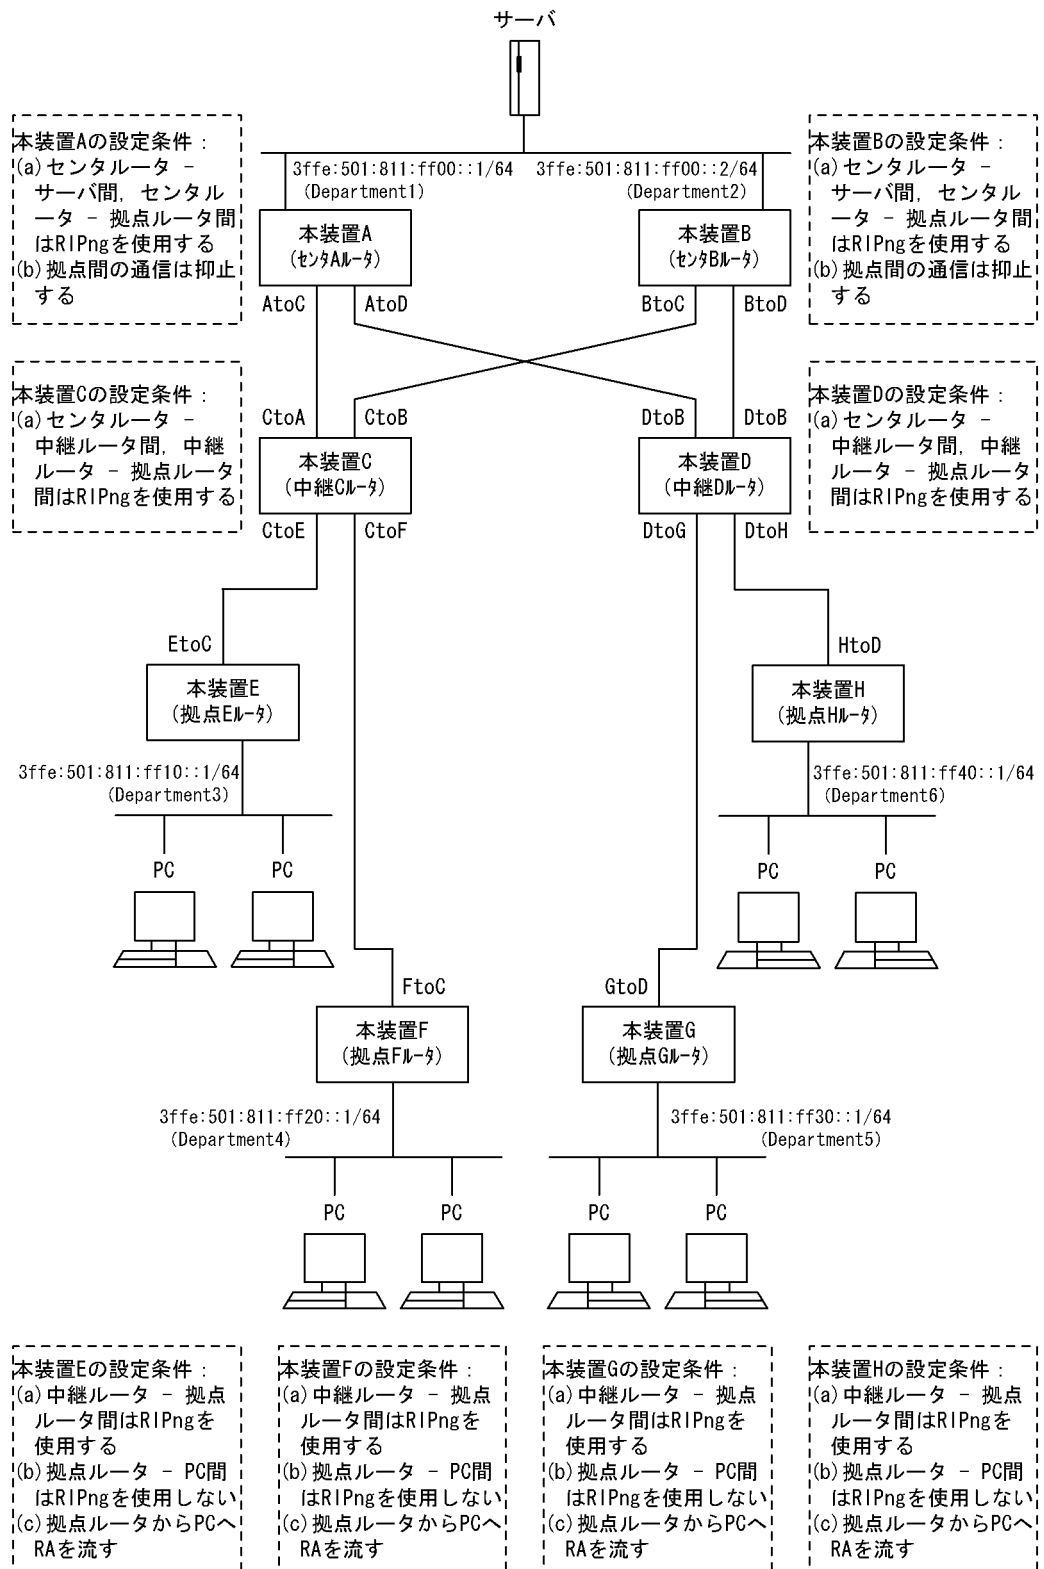 サーバ
本装置Aの設定条件：
(a)センタルータ －
サーバ間，センタル
ータ － 拠点ルータ間
はRIPngを使用する
(b)拠点間の通信は抑止
する
本装置Bの設定条件：
(a)センタルータ －
サーバ間，センタル
ータ － 拠点ルータ間
はRIPngを使用する
(b)拠点間の通信は抑止
する
3ffe:501:811:ff00::1/64
(Department1)
3ffe:501:811:ff00::2/64
(Department2)
本装置A
(ｾﾝﾀAﾙｰﾀ)
本装置B
(ｾﾝﾀBﾙｰﾀ)
AtoC
AtoD
BtoC
BtoD
本装置Cの設定条件：
(a)センタルータ －
中継ルータ間，中継
ルータ － 拠点ルータ
間はRIPngを使用する
本装置Dの設定条件：
(a)センタルータ －
中継ルータ間，中継
ルータ － 拠点ルータ
間はRIPngを使用する
CtoA
CtoB
DtoB
DtoB
本装置C
(中継Cﾙｰﾀ)
本装置D
(中継Dﾙｰﾀ)
CtoE
CtoF
DtoG
DtoH
EtoC
HtoD
本装置E
(拠点Eﾙｰﾀ)
本装置H
(拠点Hﾙｰﾀ)
3ffe:501:811:ff10::1/64
(Department3)
3ffe:501:811:ff40::1/64
(Department6)
PC
PC
PC
PC
FtoC
GtoD
本装置F
(拠点Fﾙｰﾀ)
本装置G
(拠点Gﾙｰﾀ)
3ffe:501:811:ff20::1/64
(Department4)
3ffe:501:811:ff30::1/64
(Department5)
PC
PC
PC
PC
本装置Eの設定条件：
(a)中継ルータ － 拠点
ルータ間はRIPngを
使用する
(b)拠点ルータ － PC間
はRIPngを使用しない
(c)拠点ルータからPCへ
RAを流す
本装置Fの設定条件：
(a)中継ルータ － 拠点
ルータ間はRIPngを
使用する
(b)拠点ルータ － PC間
はRIPngを使用しない
(c)拠点ルータからPCへ
RAを流す
本装置Gの設定条件：
(a)中継ルータ － 拠点
ルータ間はRIPngを
使用する
(b)拠点ルータ － PC間
はRIPngを使用しない
(c)拠点ルータからPCへ
RAを流す
本装置Hの設定条件：
(a)中継ルータ － 拠点
ルータ間はRIPngを
使用する
(b)拠点ルータ － PC間
はRIPngを使用しない
(c)拠点ルータからPCへ
RAを流す